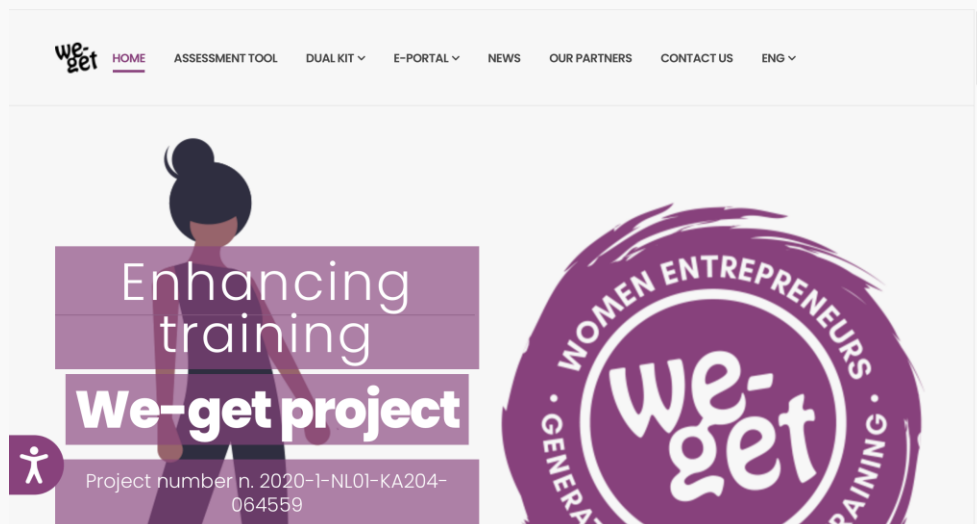 we-
get
HOME
ASSESSMENT TOOL
DUAL KIT
E-PORTAL
NEWS
OUR PARTNERS
CONTACT US
ENG
Enhancing
training
We-get project
Project number n. 2020-1-NL01-KA204-
064559
WOMEN ENTREPRENEURS
we-
get